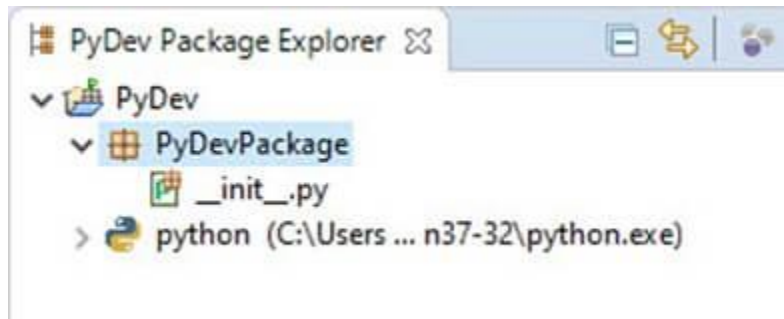 PyDev Package Explorer
PyDev
PyDevPackage
__init__.py
python (C:\Users ... n37-32\python.exe)